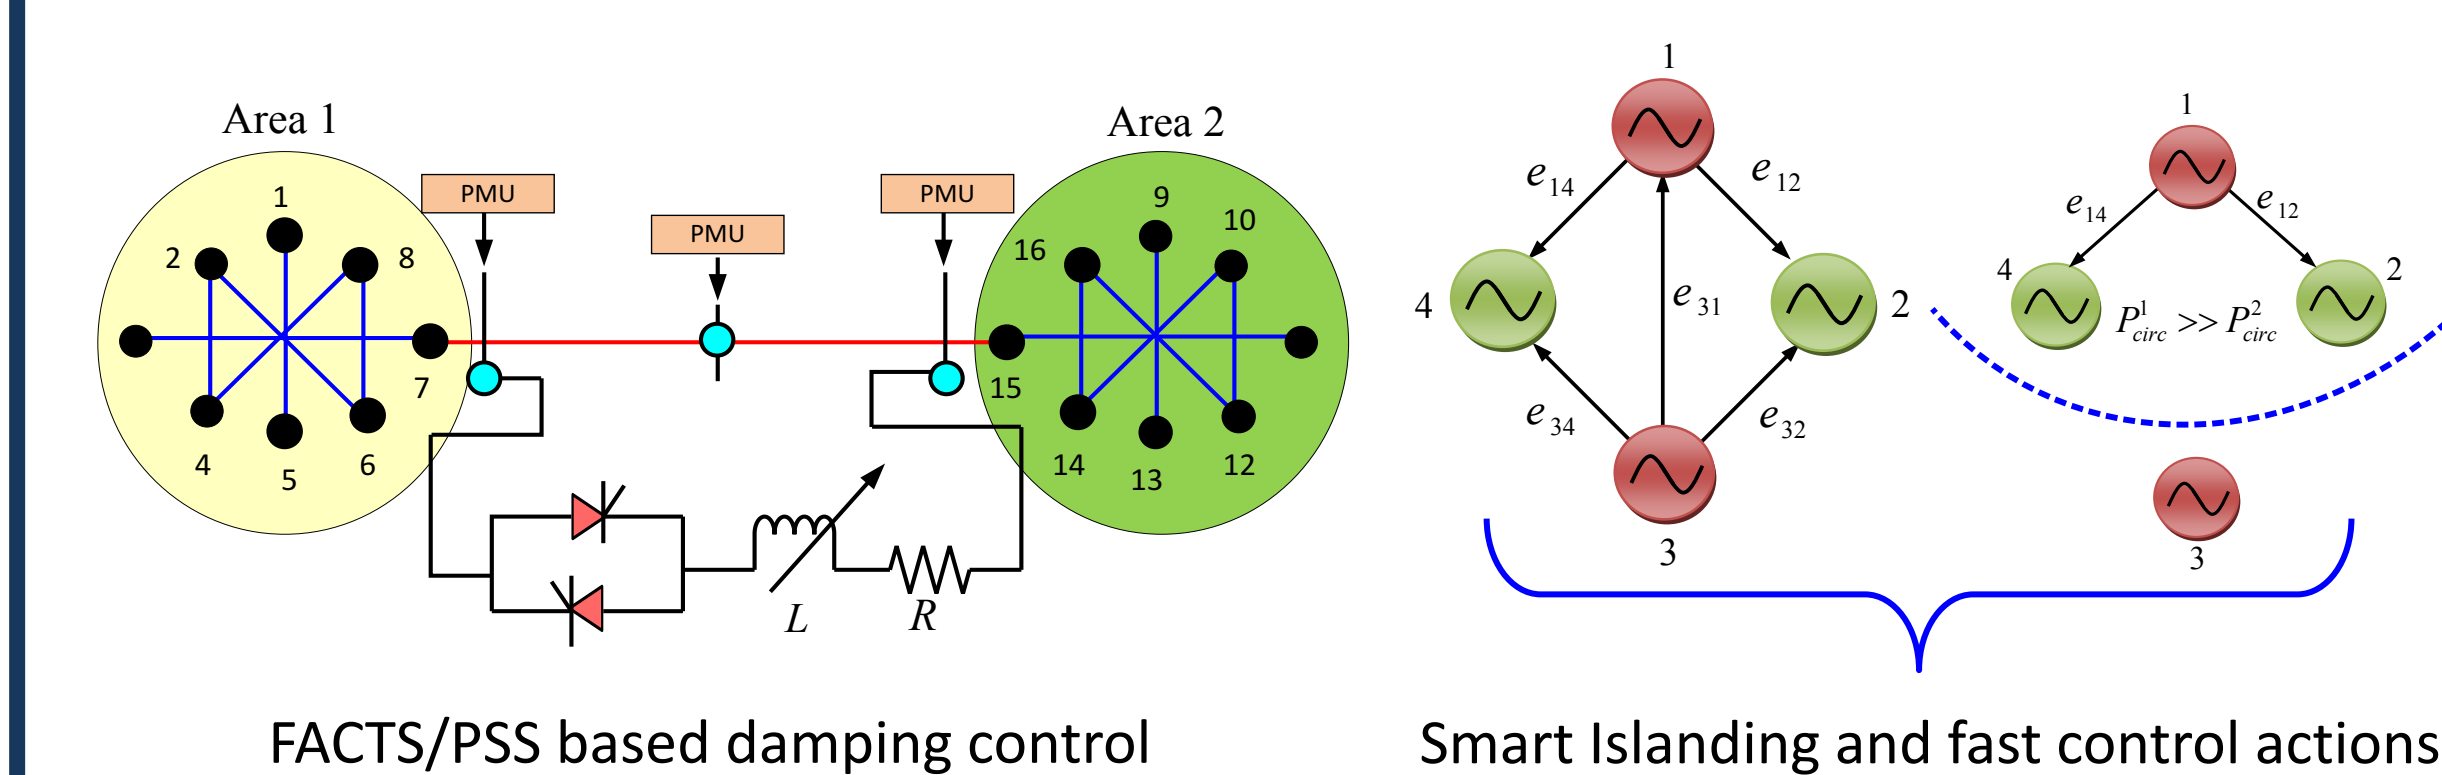 Area 1
Area 2
PMU
PMU
PMU
1
2
8
7
4
5
6
9
10
16
15
14
13
12
L
R
1
e14
e12
4
e31
2
e34
e32
3
1
e14
e12
4
2
P^1_circ >> P^2_circ
3
FACTS/PSS based damping control
Smart Islanding and fast control actions